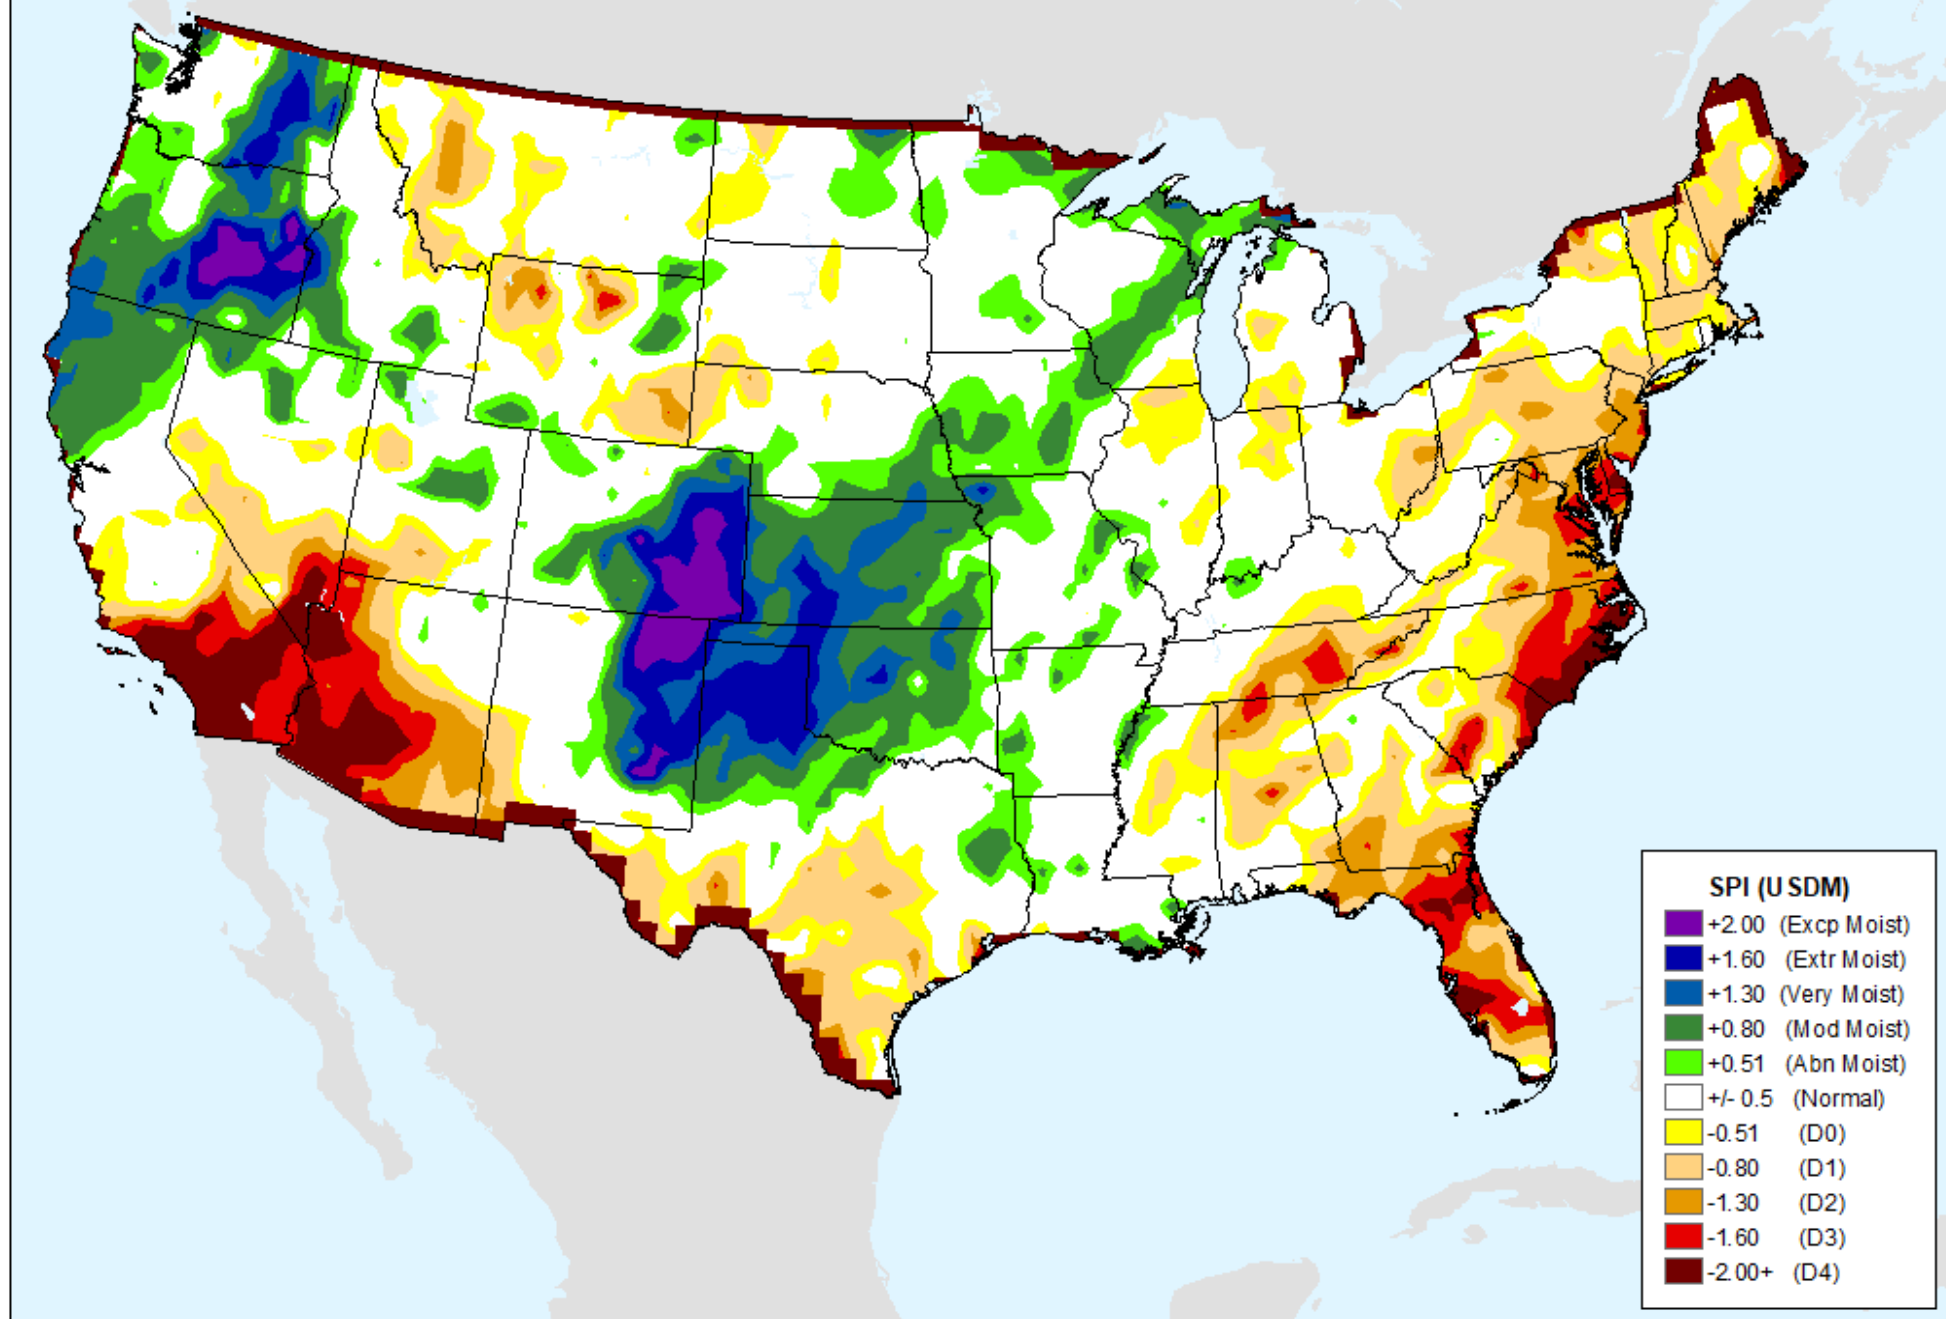 SPI (USDM)
+2.00 (Excp Moist)
+1.60 (Extr Moist)
+1.30 (Very Moist)
+0.80 (Mod Moist)
+0.51 (Abn Moist)
+/- 0.5 (Normal)
-0.51 (D0)
-0.80 (D1)
-1.30 (D2)
-1.60 (D3)
-2.00+ (D4)